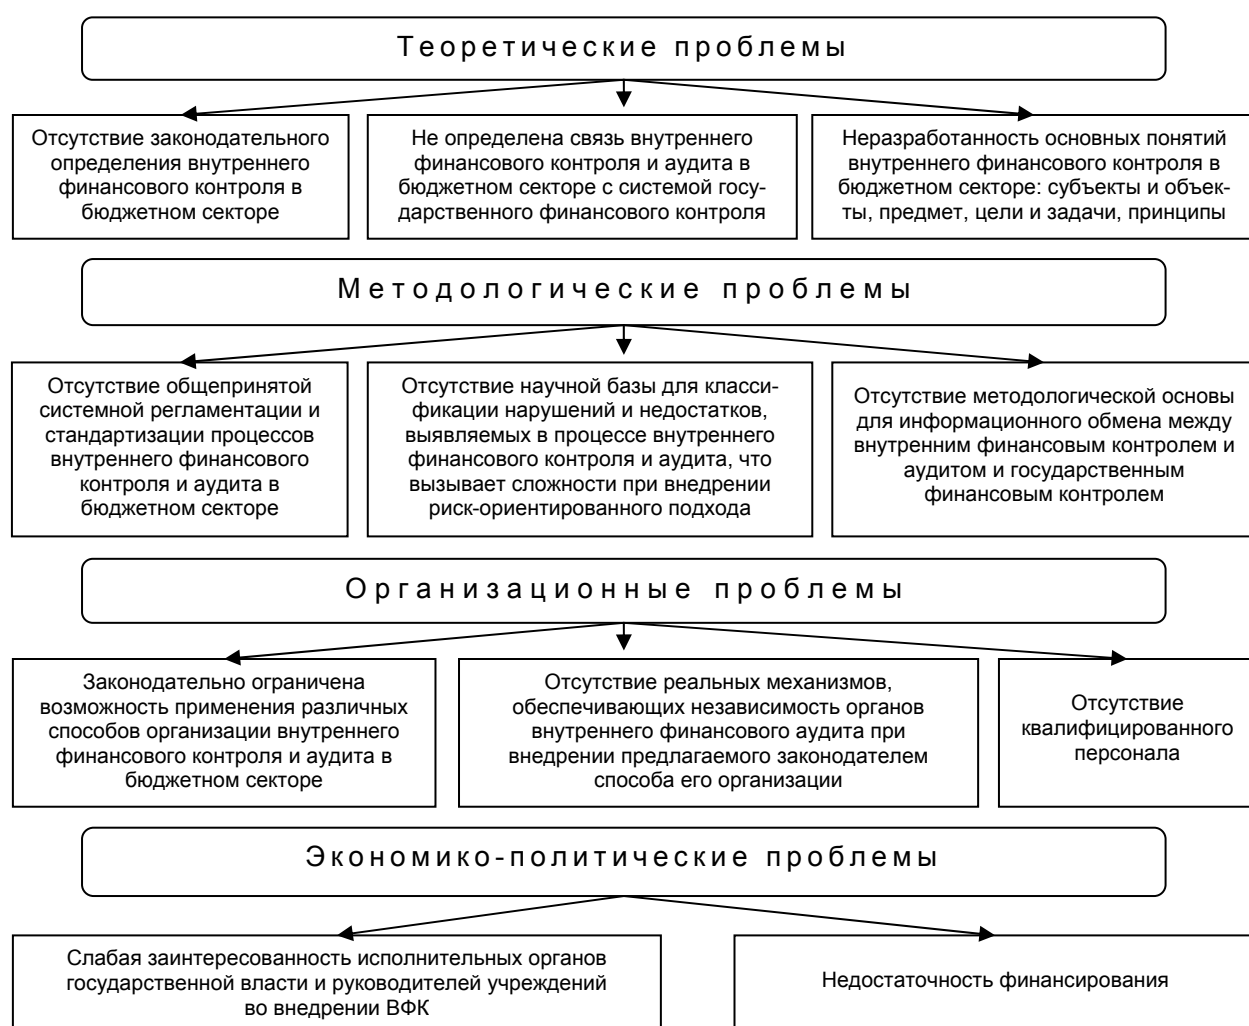 Теоретические проблемы
Отсутствие законодательного
определения внутреннего
финансового контроля в
бюджетном секторе
Не определена связь внутреннего
финансового контроля и аудита в
бюджетном секторе с системой госу-
дарственного финансового контроля
Неразработанность основных понятий
внутреннего финансового контроля в
бюджетном секторе: субъекты и объек-
ты, предмет, цели и задачи, принципы
Методологические проблемы
Отсутствие общепринятой
системной регламентации и
стандартизации процессов
внутреннего финансового
контроля и аудита в
бюджетном секторе
Отсутствие научной базы для класси-
фикации нарушений и недостатков,
выявляемых в процессе внутреннего
финансового контроля и аудита, что
вызывает сложности при внедрении
риск-ориентированного подхода
Отсутствие методологической основы
для информационного обмена между
внутренним финансовым контролем и
аудитом и государственным
финансовым контролем
Организационные проблемы
Законодательно ограничена
возможность применения различных
способов организации внутреннего
финансового контроля и аудита в
бюджетном секторе
Отсутствие реальных механизмов,
обеспечивающих независимость органов
внутреннего финансового аудита при
внедрении предлагаемого законодателем
способа его организации
Отсутствие
квалифицированного
персонала
Экономико-политические проблемы
Слабая заинтересованность исполнительных органов
государственной власти и руководителей учреждений
во внедрении ВФК
Недостаточность финансирования